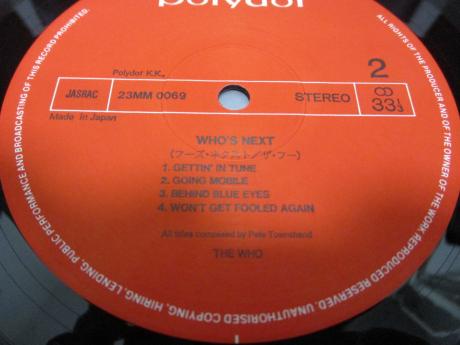 polydor
Polydor K.K.
JASRAC
23MM 0069
STEREO
2
33⅓
Made in Japan
WHO'S NEXT
(フーズ・ネクスト/ザ・フー)
1. GETTIN' IN TUNE
2. GOING MOBILE
3. BEHIND BLUE EYES
4. WON'T GET FOOLED AGAIN
All titles composed by Pete Townshend
THE WHO
ALL RIGHTS OF THE PRODUCER AND OF THE OWNER OF THE WORK REPRODUCED RESERVED. UNAUTHORISED COPYING, HIRING, LENDING, PUBLIC PERFORMANCE AND BROADCASTING OF THIS RECORD PROHIBITED.